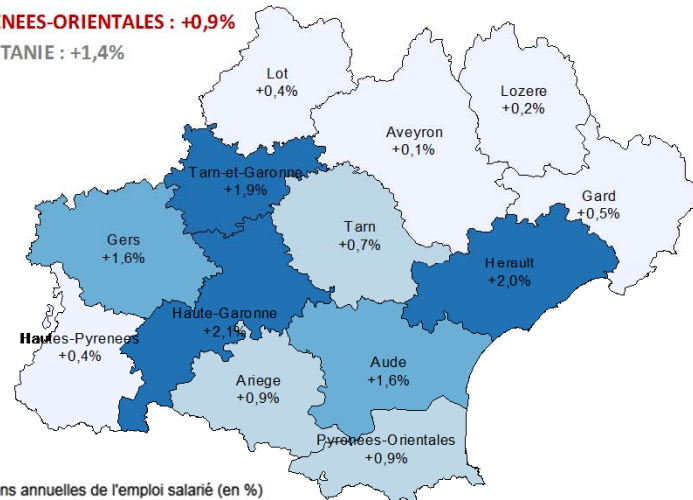 ENEES-ORIENTALES : +0,9%
TANIE : +1,4%
Lot
+0,4%
Lozere
+0,2%
Aveyron
+0,1%
Tarn-et-Garonne
+1,9%
Gard
+0,5%
Tarn
+0,7%
Gers
+1,6%
Herault
+2,0%
Haute-Garonne
+2,1%
Hautes-Pyrenees
+0,4%
Aude
+1,6%
Ariege
+0,9%
Pyronées-Orientales
+0,9%
ns annuelles de l'emploi salarié (en %)